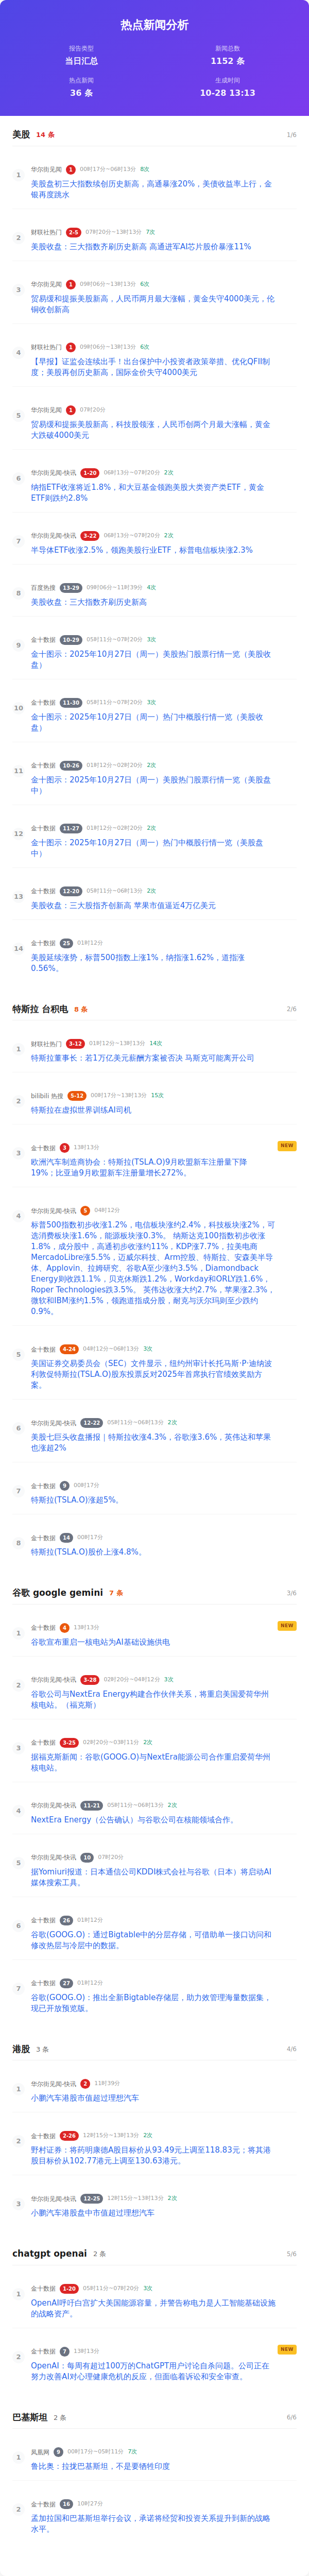 热点新闻分析
报告类型
当日汇总
新闻总数
1152 条
热点新闻
36 条
生成时间
10-28 13:13
美股 14 条 1/6
1 华尔街见闻 1 00时17分~06时13分 8次
美股盘初三大指数续创历史新高，高通暴涨20%，美债收益率上行，金
银再度跳水
2 财联社热门 2-5 07时20分~13时13分 7次
美股收盘：三大指数齐刷历史新高 高通进军AI芯片股价暴涨11%
3 华尔街见闻 1 09时06分~13时13分 6次
贸易缓和提振美股新高，人民币两月最大涨幅，黄金失守4000美元，伦
铜收创新高
4 财联社热门 1 09时06分~13时13分 6次
【早报】证监会连续出手！出台保护中小投资者政策举措、优化QFII制
度；美股再创历史新高，国际金价失守4000美元
5 华尔街见闻 1 07时20分
贸易缓和提振美股新高，科技股领涨，人民币创两个月最大涨幅，黄金
大跌破4000美元
6 华尔街见闻-快讯 1-20 06时13分~07时20分 2次
纳指ETF收涨将近1.8%，和大豆基金领跑美股大类资产类ETF，黄金
ETF则跌约2.8%
7 华尔街见闻-快讯 3-22 06时13分~07时20分 2次
半导体ETF收涨2.5%，领跑美股行业ETF，标普电信板块涨2.3%
8 百度热搜 13-29 09时06分~11时39分 4次
美股收盘：三大指数齐刷历史新高
9 金十数据 10-29 05时11分~07时20分 3次
金十图示：2025年10月27日（周一）美股热门股票行情一览（美股收
盘）
10 金十数据 11-30 05时11分~07时20分 3次
金十图示：2025年10月27日（周一）热门中概股行情一览（美股收
盘）
11 金十数据 10-26 01时12分~02时20分 2次
金十图示：2025年10月27日（周一）美股热门股票行情一览（美股盘
中）
12 金十数据 11-27 01时12分~02时20分 2次
金十图示：2025年10月27日（周一）热门中概股行情一览（美股盘
中）
13 金十数据 12-20 05时11分~06时13分 2次
美股收盘：三大股指齐创新高 苹果市值逼近4万亿美元
14 金十数据 25 01时12分
美股延续涨势，标普500指数上涨1%，纳指涨1.62%，道指涨
0.56%。
特斯拉 台积电 8 条 2/6
1 财联社热门 3-12 01时12分~13时13分 14次
特斯拉董事长：若1万亿美元薪酬方案被否决 马斯克可能离开公司
2 bilibili 热搜 5-12 00时17分~13时13分 15次
特斯拉在虚拟世界训练AI司机
3 金十数据 3 13时13分 NEW
欧洲汽车制造商协会：特斯拉(TSLA.O)9月欧盟新车注册量下降
19%；比亚迪9月欧盟新车注册量增长272%。
4 华尔街见闻-快讯 5 04时12分
标普500指数初步收涨1.2%，电信板块涨约2.4%，科技板块涨2%，可
选消费板块涨1.6%，能源板块涨0.3%。 纳斯达克100指数初步收涨
1.8%，成分股中，高通初步收涨约11%，KDP涨7.7%，拉美电商
MercadoLibre涨5.5%，迈威尔科技、Arm控股、特斯拉、安森美半导
体、Applovin、拉姆研究、谷歌A至少涨约3.5%，Diamondback
Energy则收跌1.1%，贝克休斯跌1.2%，Workday和ORLY跌1.6%，
Roper Technologies跌3.5%。 英伟达收涨大约2.7%，苹果涨2.3%，
微软和IBM涨约1.5%，领跑道指成分股，耐克与沃尔玛则至少跌约
0.9%。
5 金十数据 4-24 04时12分~06时13分 3次
美国证券交易委员会（SEC）文件显示，纽约州审计长托马斯·P·迪纳波
利敦促特斯拉(TSLA.O)股东投票反对2025年首席执行官绩效奖励方
案。
6 华尔街见闻-快讯 12-22 05时11分~06时13分 2次
美股七巨头收盘播报｜特斯拉收涨4.3%，谷歌涨3.6%，英伟达和苹果
也涨超2%
7 金十数据 9 00时17分
特斯拉(TSLA.O)涨超5%。
8 金十数据 14 00时17分
特斯拉(TSLA.O)股价上涨4.8%。
谷歌 google gemini 7 条 3/6
1 金十数据 4 13时13分 NEW
谷歌宣布重启一核电站为AI基础设施供电
2 华尔街见闻-快讯 3-28 02时20分~04时12分 3次
谷歌公司与NextEra Energy构建合作伙伴关系，将重启美国爱荷华州
核电站。（福克斯）
3 金十数据 3-25 02时20分~03时11分 2次
据福克斯新闻：谷歌(GOOG.O)与NextEra能源公司合作重启爱荷华州
核电站。
4 华尔街见闻-快讯 11-21 05时11分~06时13分 2次
NextEra Energy（公告确认）与谷歌公司在核能领域合作。
5 华尔街见闻-快讯 10 07时20分
据Yomiuri报道：日本通信公司KDDI株式会社与谷歌（日本）将启动AI
媒体搜索工具。
6 金十数据 26 01时12分
谷歌(GOOG.O)：通过Bigtable中的分层存储，可借助单一接口访问和
修改热层与冷层中的数据。
7 金十数据 27 01时12分
谷歌(GOOG.O)：推出全新Bigtable存储层，助力效管理海量数据集，
现已开放预览版。
港股 3 条 4/6
1 华尔街见闻-快讯 2 11时39分
小鹏汽车港股市值超过理想汽车
2 金十数据 2-26 12时15分~13时13分 2次
野村证券：将药明康德A股目标价从93.49元上调至118.83元；将其港
股目标价从102.77港元上调至130.63港元。
3 华尔街见闻-快讯 12-25 12时15分~13时13分 2次
小鹏汽车港股盘中市值超过理想汽车
chatgpt openai 2 条 5/6
1 金十数据 1-20 05时11分~07时20分 3次
OpenAI呼吁白宫扩大美国能源容量，并警告称电力是人工智能基础设施
的战略资产。
2 金十数据 7 13时13分 NEW
OpenAI：每周有超过100万的ChatGPT用户讨论自杀问题。公司正在
努力改善AI对心理健康危机的反应，但面临着诉讼和安全审查。
巴基斯坦 2 条 6/6
1 凤凰网 9 00时17分~05时11分 7次
鲁比奥：拉拢巴基斯坦，不是要牺牲印度
2 金十数据 16 10时27分
孟加拉国和巴基斯坦举行会议，承诺将经贸和投资关系提升到新的战略
水平。